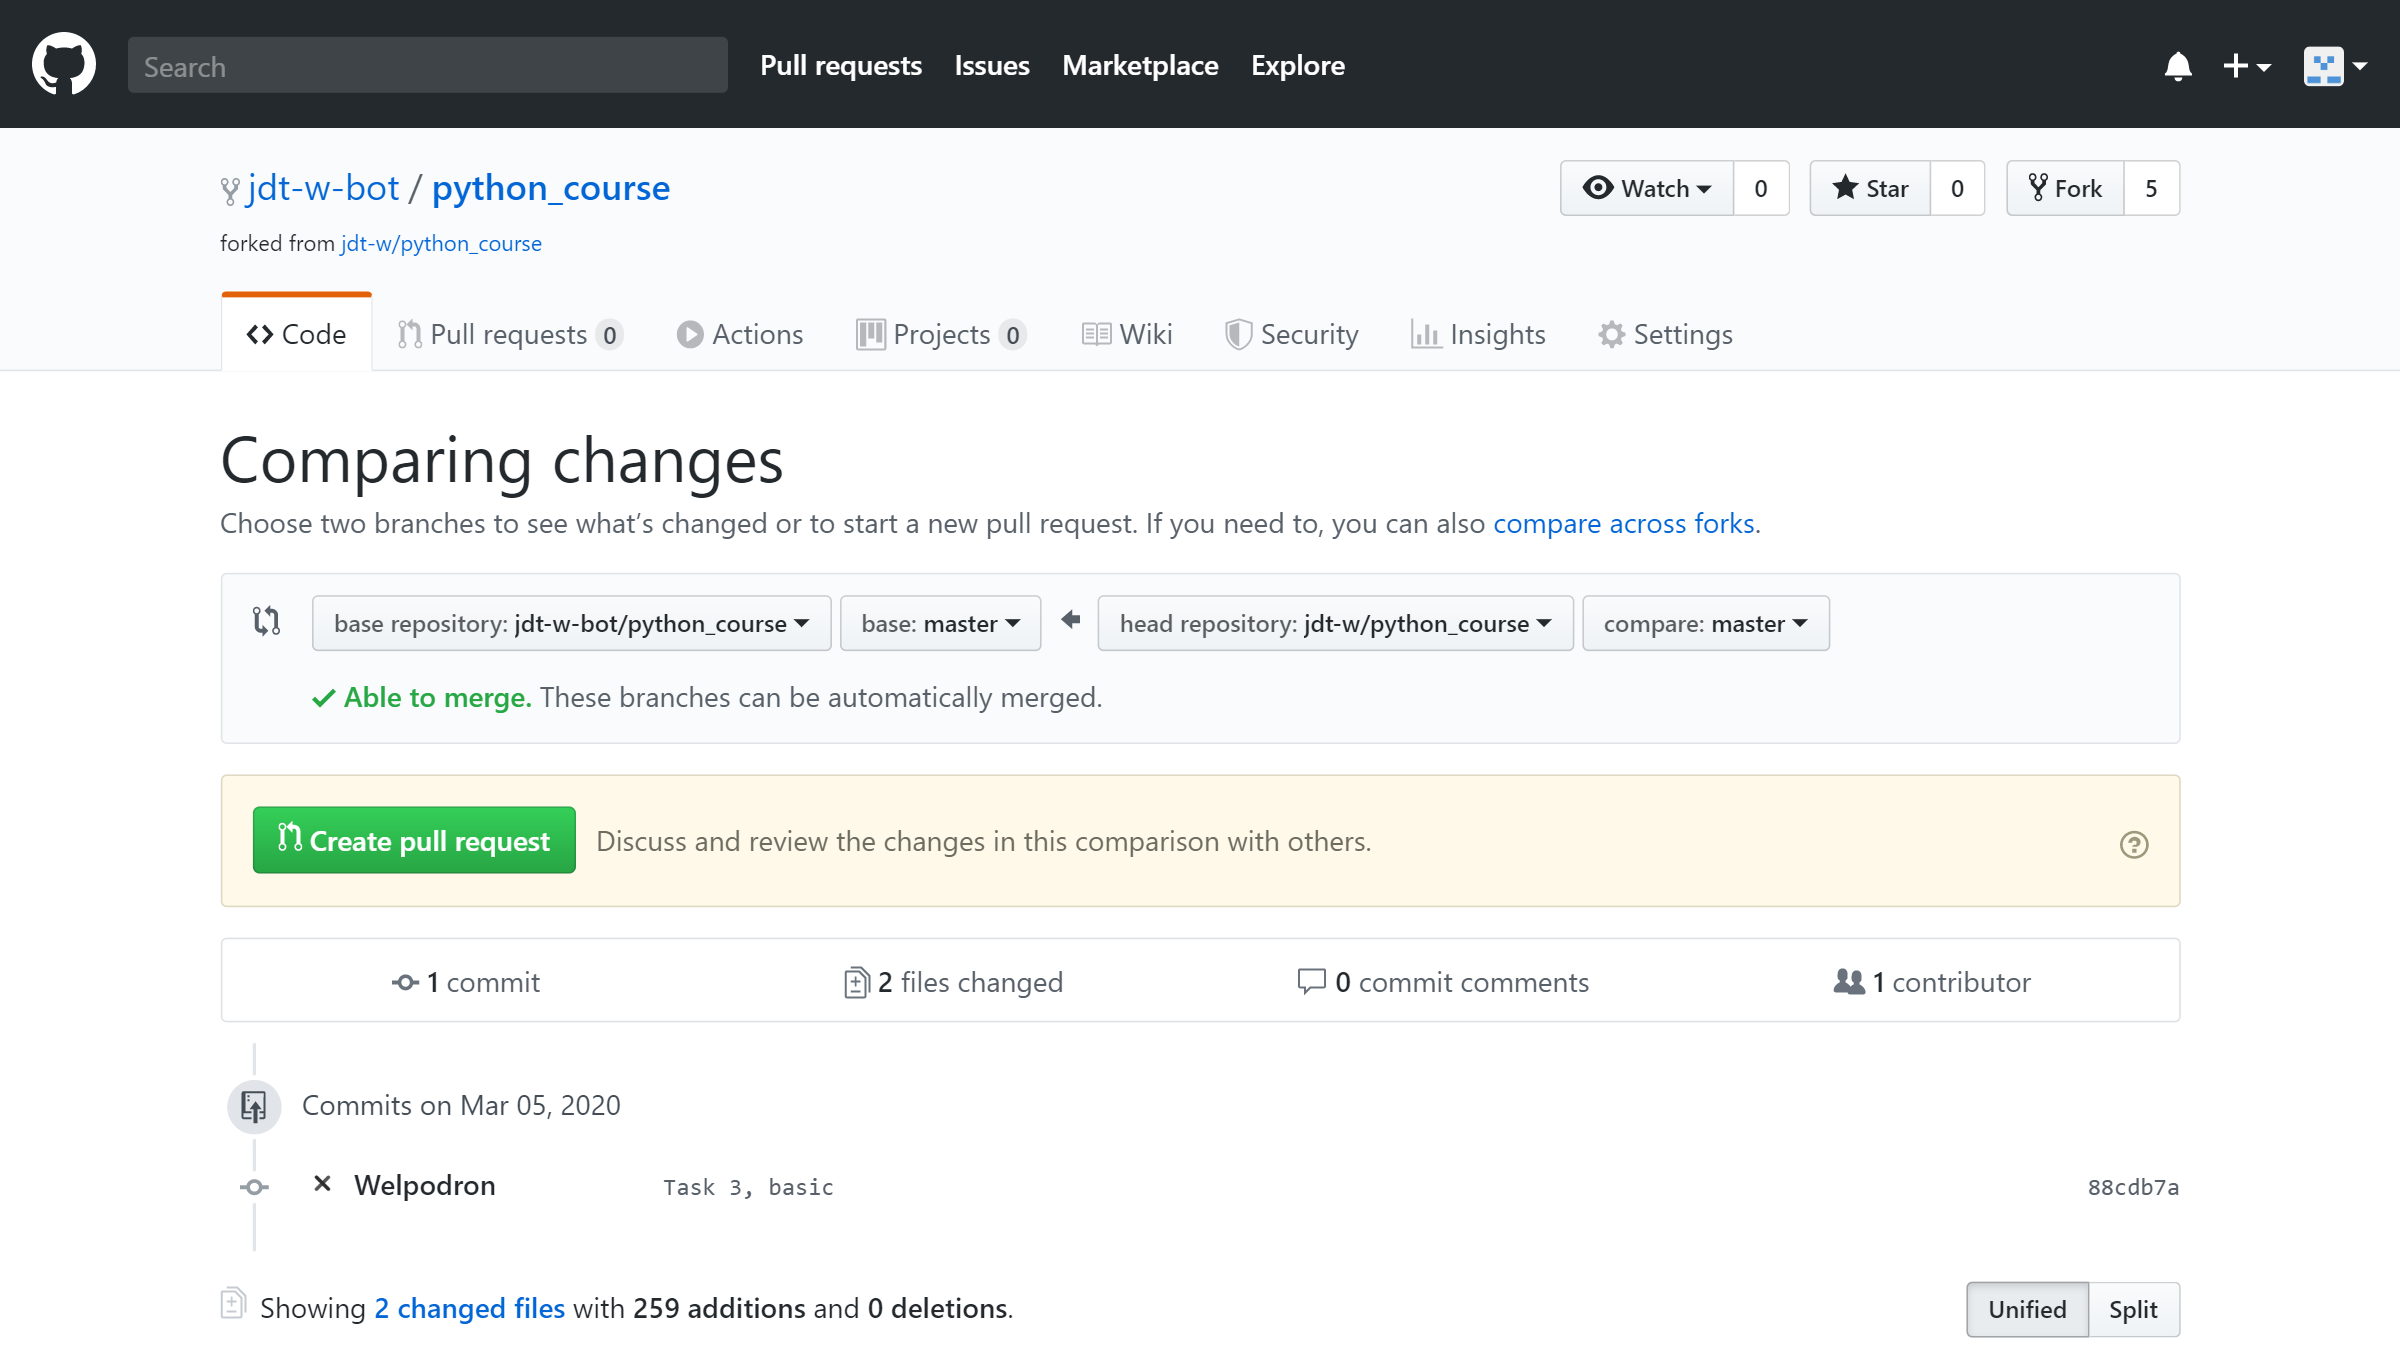 Search Pull requests Issues Marketplace Explore
jdt-w-bot / python_course Watch 0 Star 0 Fork 5
forked from jdt-w/python_course
Code Pull requests 0 Actions Projects 0 Wiki Security Insights Settings
Comparing changes
Choose two branches to see what’s changed or to start a new pull request. If you need to, you can also compare across forks.
base repository: jdt-w-bot/python_course base: master head repository: jdt-w/python_course compare: master
Able to merge. These branches can be automatically merged.
Create pull request Discuss and review the changes in this comparison with others.
1 commit 2 files changed 0 commit comments 1 contributor
Commits on Mar 05, 2020
Welpodron Task 3, basic 88cdb7a
Showing 2 changed files with 259 additions and 0 deletions. Unified Split